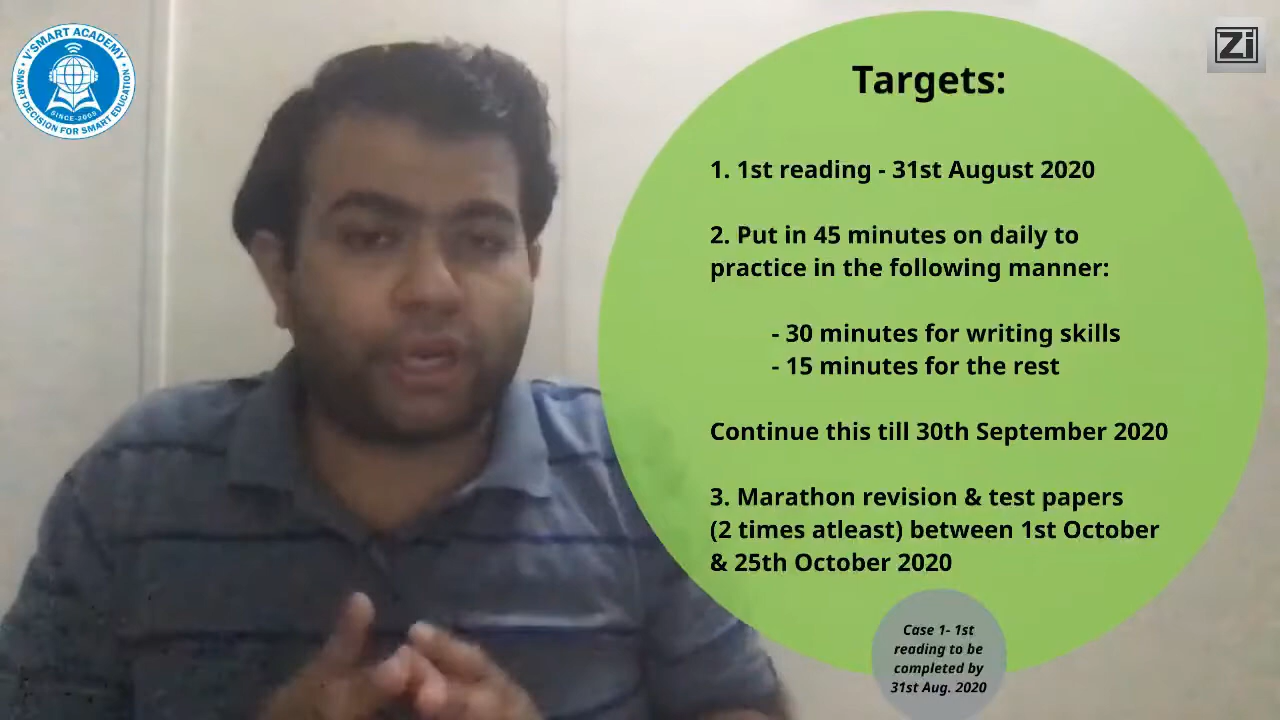 V'SMART ACADEMY
SMART DECISION FOR SMART EDUCATION
SINCE-2009
Zi
Targets:
1. 1st reading - 31st August 2020
2. Put in 45 minutes on daily to
practice in the following manner:
- 30 minutes for writing skills
- 15 minutes for the rest
Continue this till 30th September 2020
3. Marathon revision & test papers
(2 times atleast) between 1st October
& 25th October 2020
Case 1- 1st
reading to be
completed by
31st Aug. 2020